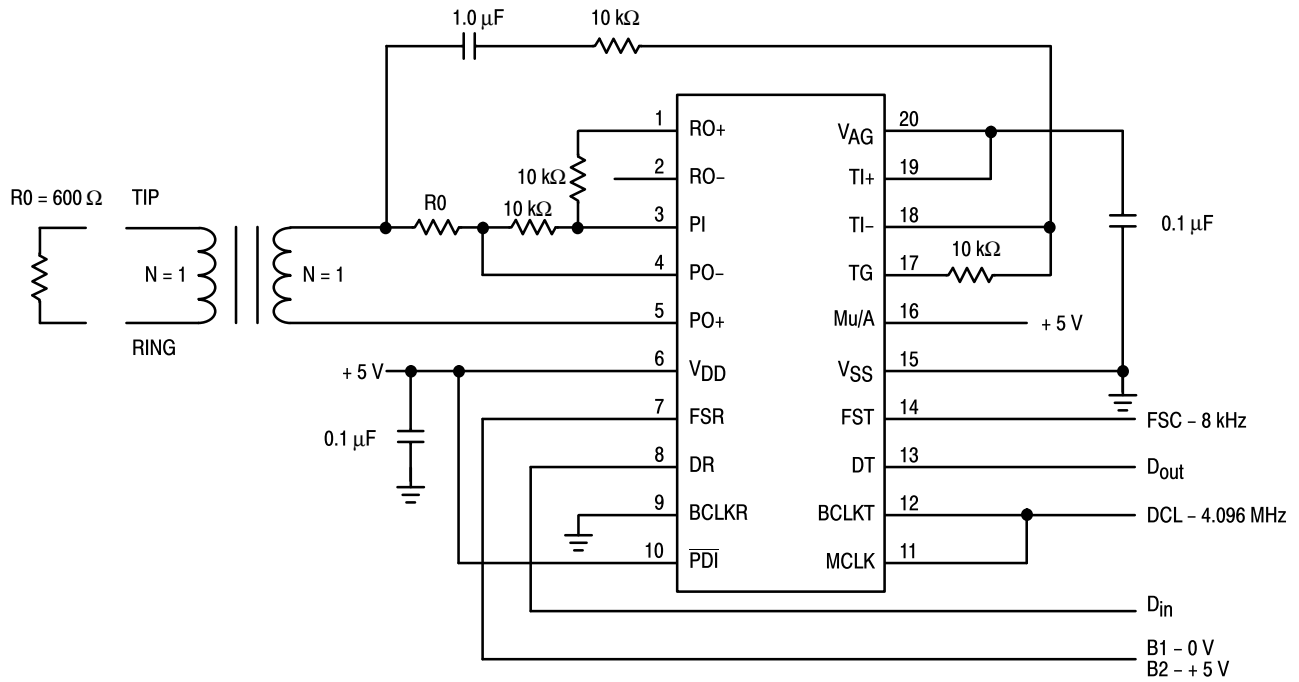 1.0 μF
10 kΩ
R0 = 600 Ω
TIP
N = 1
N = 1
RING
R0
10 kΩ
10 kΩ
1
RO+
2
RO–
3
PI
4
PO–
5
PO+
+ 5 V
6
VDD
0.1 μF
7
FSR
8
DR
9
BCLKR
10
PDI
20
VAG
19
TI+
18
TI–
17
TG
10 kΩ
0.1 μF
16
Mu/A
+ 5 V
15
VSS
14
FST
FSC – 8 kHz
13
DT
Dout
12
BCLKT
DCL – 4.096 MHz
11
MCLK
Din
B1 – 0 V
B2 – + 5 V